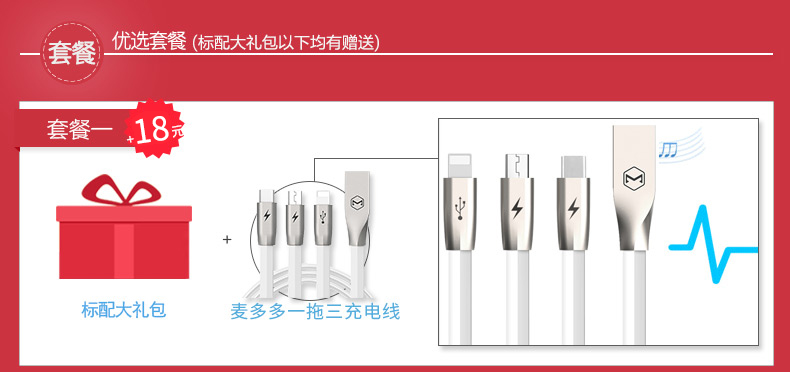 套餐
优选套餐 (标配大礼包以下均有赠送)
套餐一
+18元
+
标配大礼包
麦多多一拖三充电线